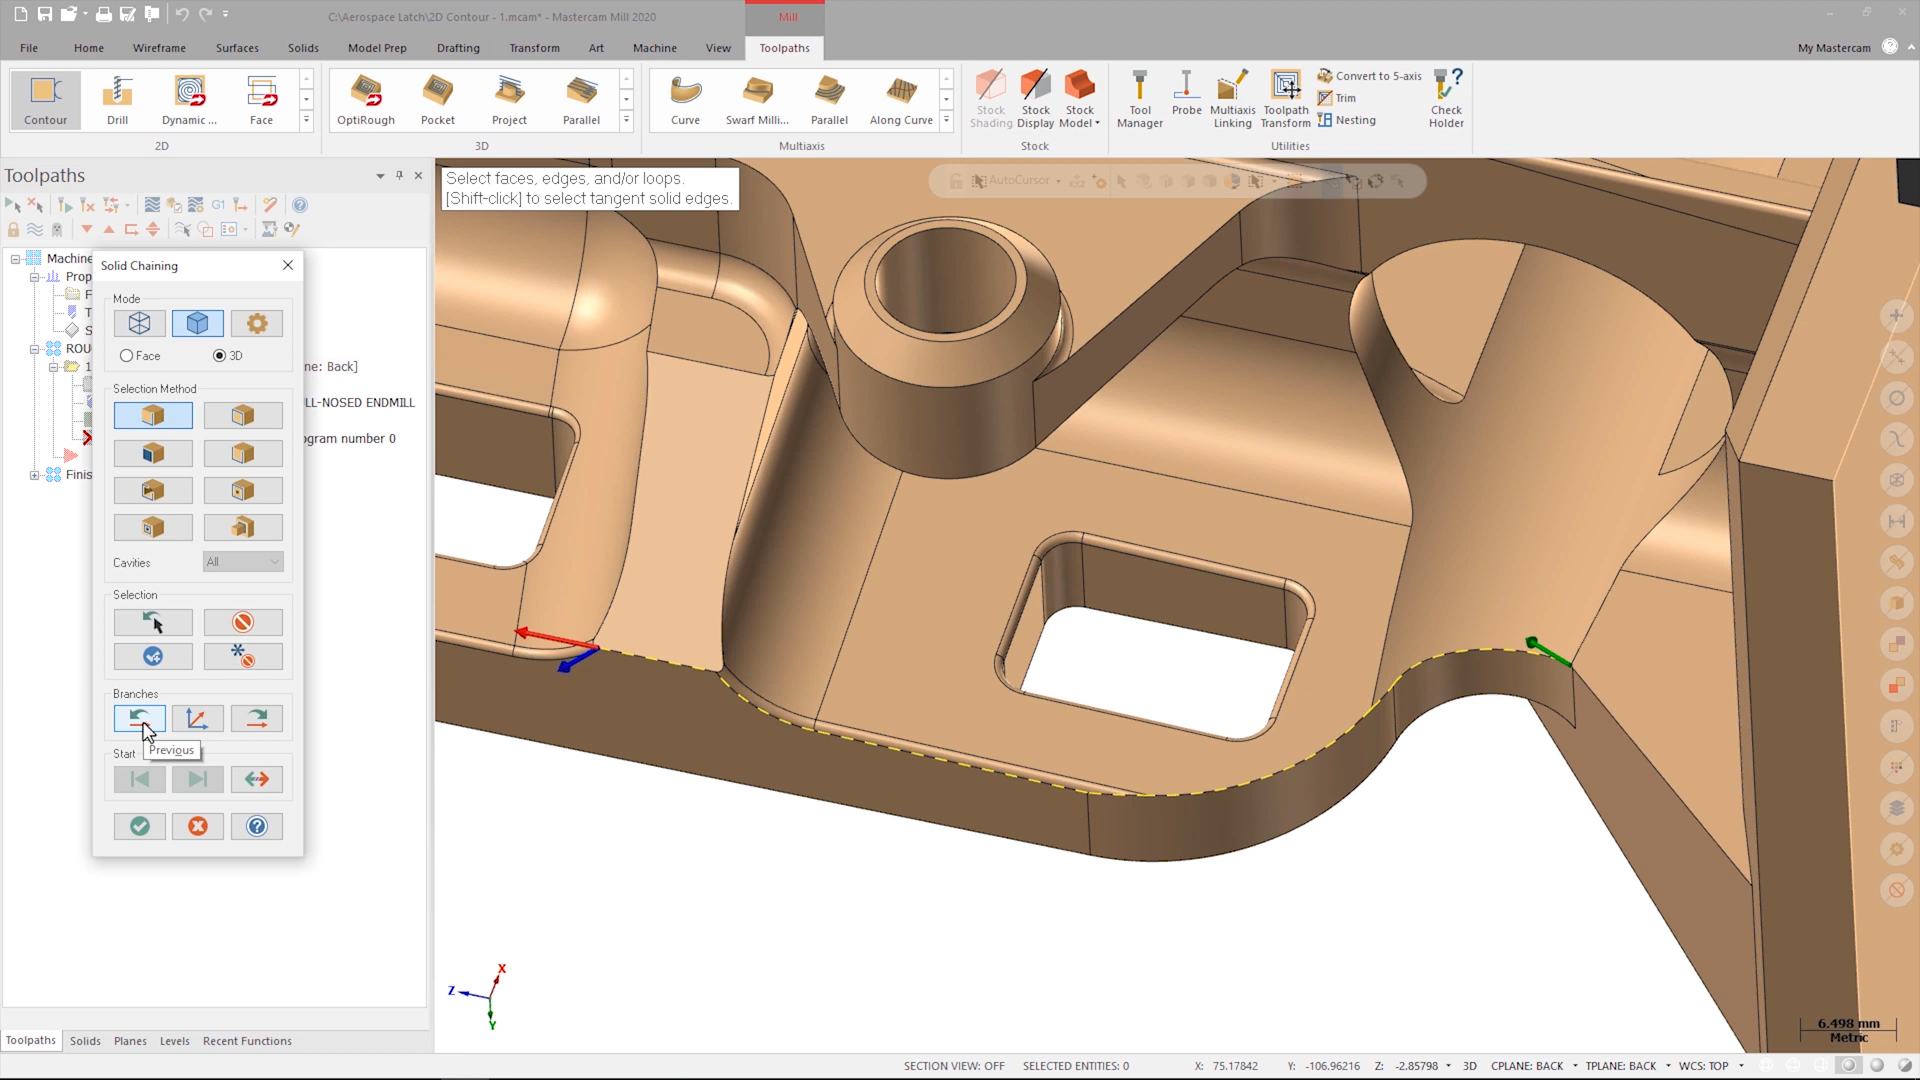 C:\Aerospace Latch\2D Contour - 1.mcam* - Mastercam Mill 2020
Mill
File Home Wireframe Surfaces Solids Model Prep Drafting Transform Art Machine View Toolpaths
My Mastercam
Contour Drill Dynamic ... Face
OptiRough Pocket Project Parallel
Curve Swarf Milli... Parallel Along Curve
Stock Shading Stock Display Stock Model
Tool Manager Probe Multiaxis Linking Toolpath Transform
Convert to 5-axis
Trim
Nesting
Check Holder
2D 3D Multiaxis Stock Utilities
Toolpaths
Select faces, edges, and/or loops.
[Shift-click] to select tangent solid edges.
AutoCursor
G1
Machine
Prop
F
T
S
ROU
1
ne: Back]
LL-NOSED ENDMILL
ogram number 0
Finis
Solid Chaining
Mode
Face 3D
Selection Method
Cavities All
Selection
Branches
Previous
Start
X
Z
Y
6.498 mm
Metric
Toolpaths Solids Planes Levels Recent Functions
SECTION VIEW: OFF SELECTED ENTITIES: 0 X: 75.17842 Y: -106.96216 Z: -2.85798 3D CPLANE: BACK TPLANE: BACK WCS: TOP